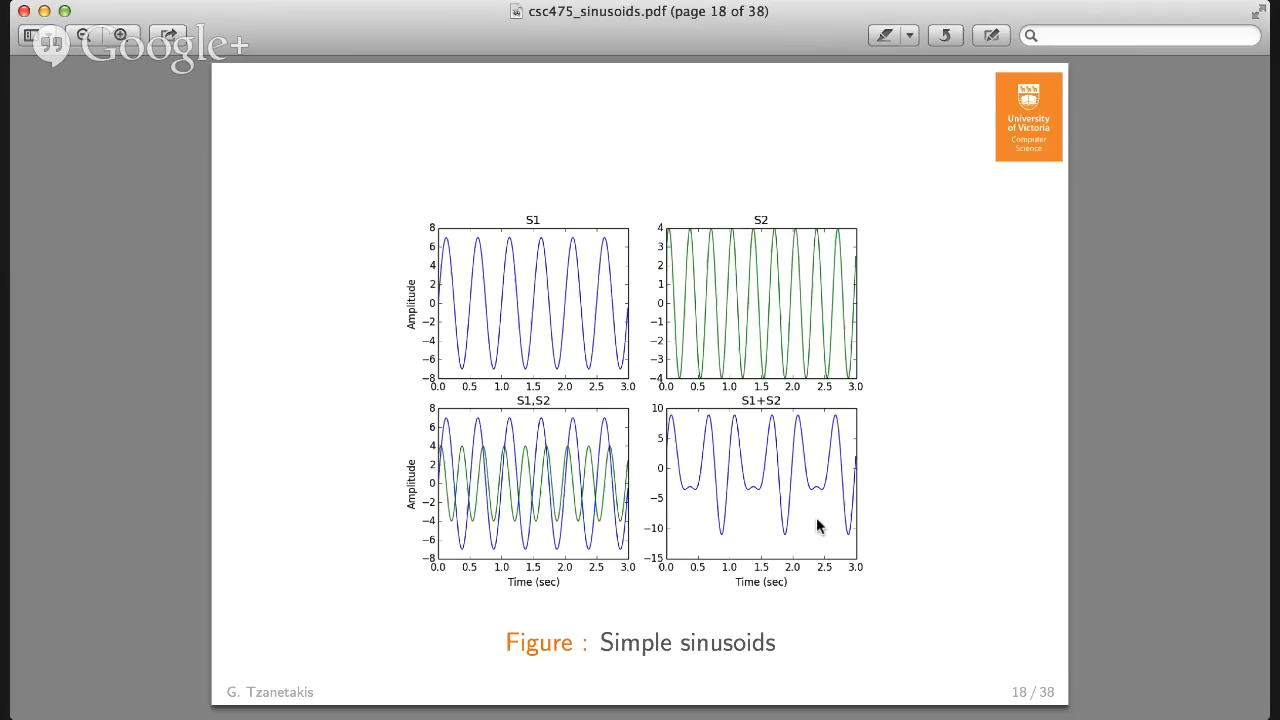 csc475_sinusoids.pdf (page 18 of 38)
Google+
University
of Victoria
Computer
Science
S1
S2
8
6
4
2
0
−2
−4
−6
−8
Amplitude
0.0 0.5 1.0 1.5 2.0 2.5 3.0
4
3
2
1
0
−1
−2
−3
−4
0.0 0.5 1.0 1.5 2.0 2.5 3.0
S1,S2
S1+S2
8
6
4
2
0
−2
−4
−6
−8
Amplitude
0.0 0.5 1.0 1.5 2.0 2.5 3.0
Time (sec)
10
5
0
−5
−10
−15
0.0 0.5 1.0 1.5 2.0 2.5 3.0
Time (sec)
Figure : Simple sinusoids
G. Tzanetakis
18 / 38